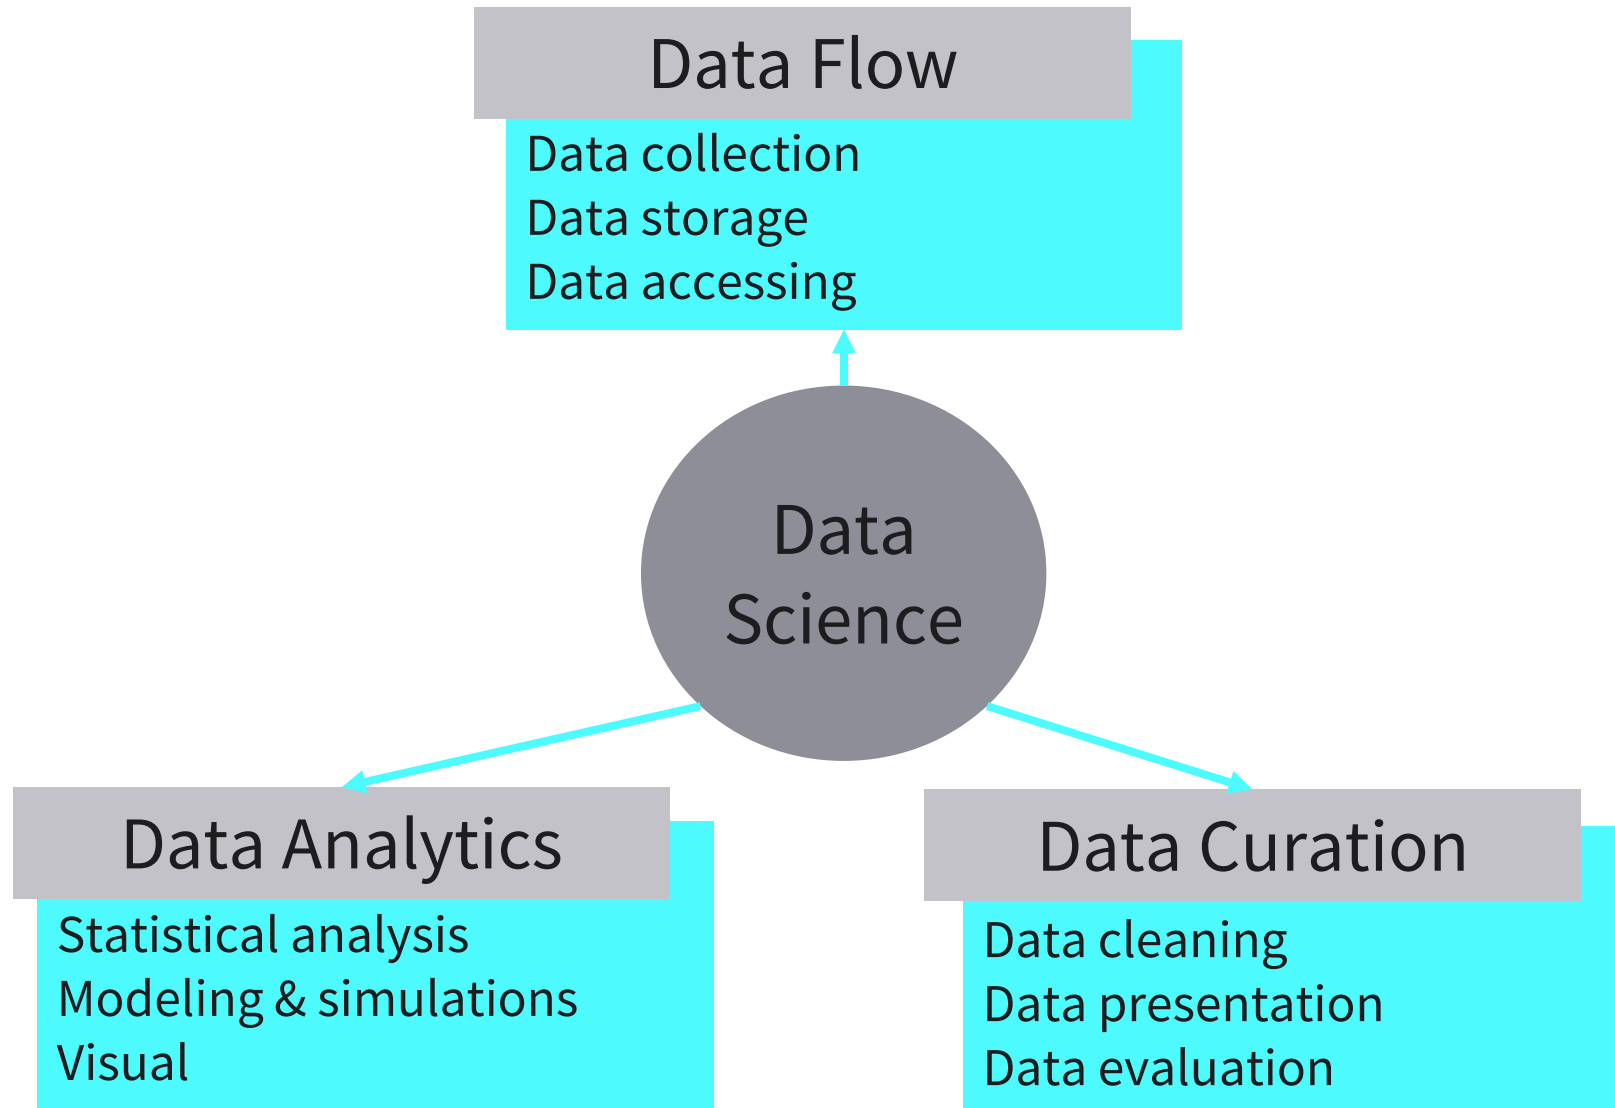 Data Flow
Data collection
Data storage
Data accessing
Data
Science
Data Analytics
Statistical analysis
Modeling & simulations
Visual
Data Curation
Data cleaning
Data presentation
Data evaluation